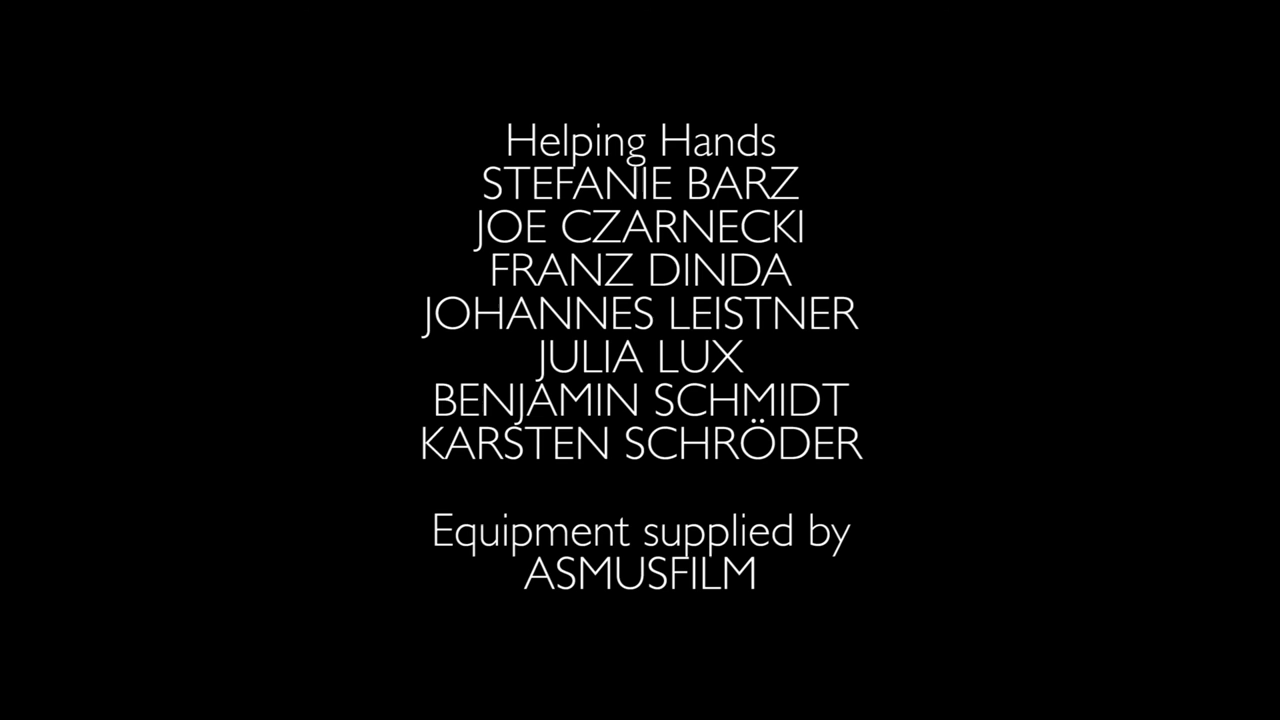 Helping Hands
STEFANIE BARZ
JOE CZARNECKI
FRANZ DINDA
JOHANNES LEISTNER
JULIA LUX
BENJAMIN SCHMIDT
KARSTEN SCHRÖDER
Equipment supplied by
ASMUSFILM